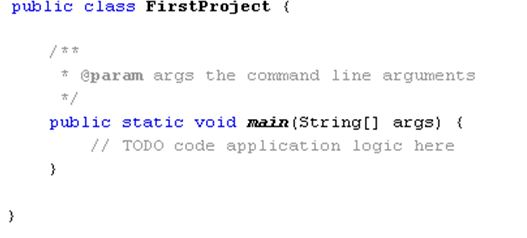 public class FirstProject {
/**
* @param args the command line arguments
*/
public static void main(String[] args) {
// TODO code application logic here
}
}